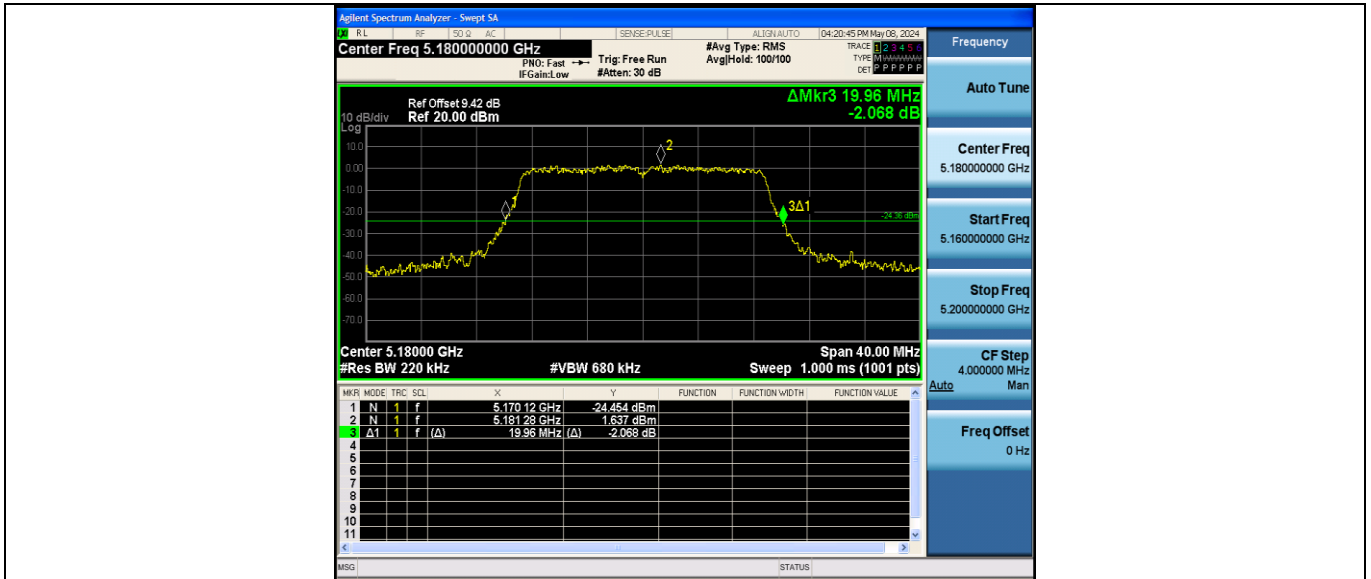 Agilent Spectrum Analyzer - Swept SA
LXI RL RF 50 Ω AC SENSE:PULSE ALIGN AUTO 04:20:45 PM May 08, 2024
Center Freq 5.180000000 GHz #Avg Type: RMS TRACE 1 2 3 4 5 6
PNO: Fast Trig: Free Run Avg|Hold: 100/100 TYPE M WWWWW
IFGain:Low #Atten: 30 dB DET P P P P P P
Frequency
Auto Tune
Center Freq
5.180000000 GHz
Start Freq
5.160000000 GHz
Stop Freq
5.200000000 GHz
CF Step
4.000000 MHz
Auto Man
Freq Offset
0 Hz
ΔMkr3 19.96 MHz
-2.068 dB
Ref Offset 9.42 dB
10 dB/div Ref 20.00 dBm
Log
10.0
0.00
-10.0
-20.0
-30.0
-40.0
-50.0
-60.0
-70.0
1
2
3Δ1
-24.36 dBm
Center 5.18000 GHz Span 40.00 MHz
#Res BW 220 kHz #VBW 680 kHz Sweep 1.000 ms (1001 pts)
MKR MODE TRC SCL X Y FUNCTION FUNCTION WIDTH FUNCTION VALUE
1 N 1 f 5.170 12 GHz -24.454 dBm
2 N 1 f 5.181 28 GHz 1.637 dBm
3 Δ1 1 f (Δ) 19.96 MHz (Δ) -2.068 dB
4
5
6
7
8
9
10
11
MSG STATUS